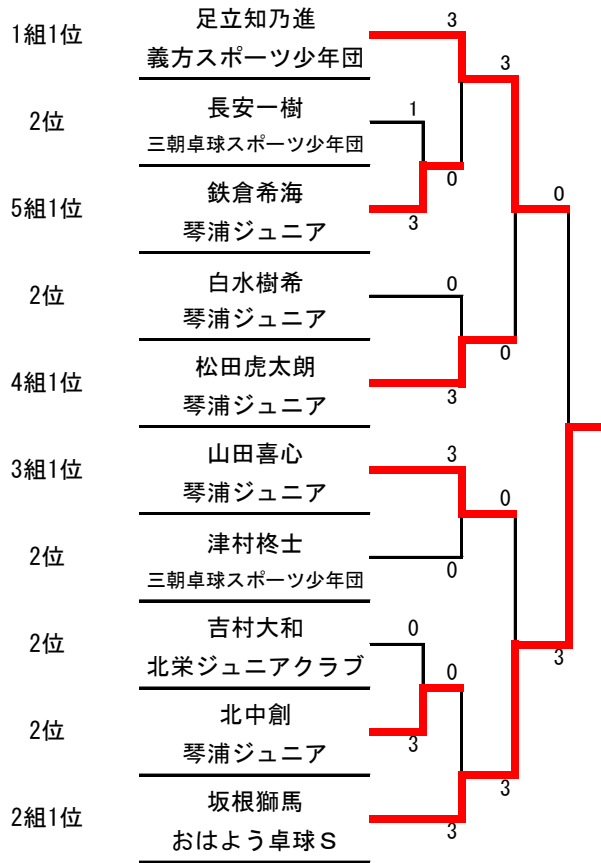 1組1位
足立知乃進
義方スポーツ少年団
3
3
2位
長安一樹
三朝卓球スポーツ少年団
1
0
5組1位
鉄倉希海
琴浦ジュニア
3
0
2位
白水樹希
琴浦ジュニア
0
0
4組1位
松田虎太朗
琴浦ジュニア
3
3組1位
山田喜心
琴浦ジュニア
3
0
2位
津村柊士
三朝卓球スポーツ少年団
0
2位
吉村大和
北栄ジュニアクラブ
0
0
3
2位
北中創
琴浦ジュニア
3
3
2組1位
坂根獅馬
おはよう卓球S
3